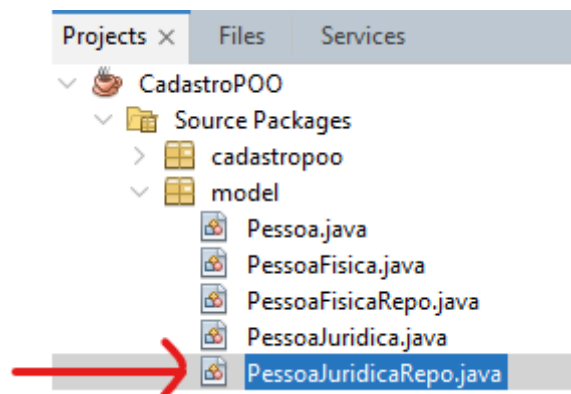 Projects × Files Services
CadastroPOO
Source Packages
cadastropoo
model
Pessoa.java
PessoaFisica.java
PessoaFisicaRepo.java
PessoaJuridica.java
PessoaJuridicaRepo.java